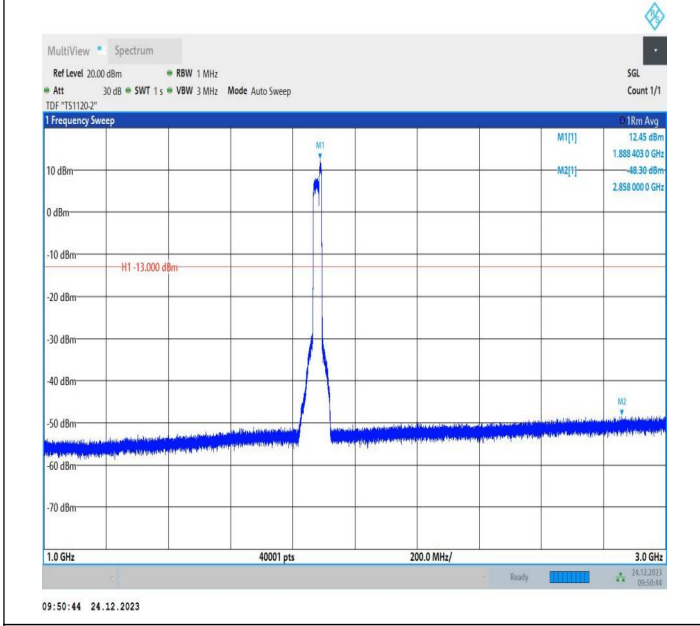 MultiView Spectrum
Ref Level 20.00 dBm RBW 1 MHz SGL
Att 30 dB SWT 1 s VBW 3 MHz Mode Auto Sweep Count 1/1
TDF "TS1120-2"
1 Frequency Sweep 1Rm Avg
M1[1] 12.45 dBm
1.888 403 0 GHz
M2[1] -48.30 dBm
2.858 000 0 GHz
M1
10 dBm
0 dBm
-10 dBm
H1 -13.000 dBm
-20 dBm
-30 dBm
-40 dBm
M2
-50 dBm
-60 dBm
-70 dBm
1.0 GHz 40001 pts 200.0 MHz/ 3.0 GHz
Ready 24.12.2023
09:50:44
09:50:44 24.12.2023